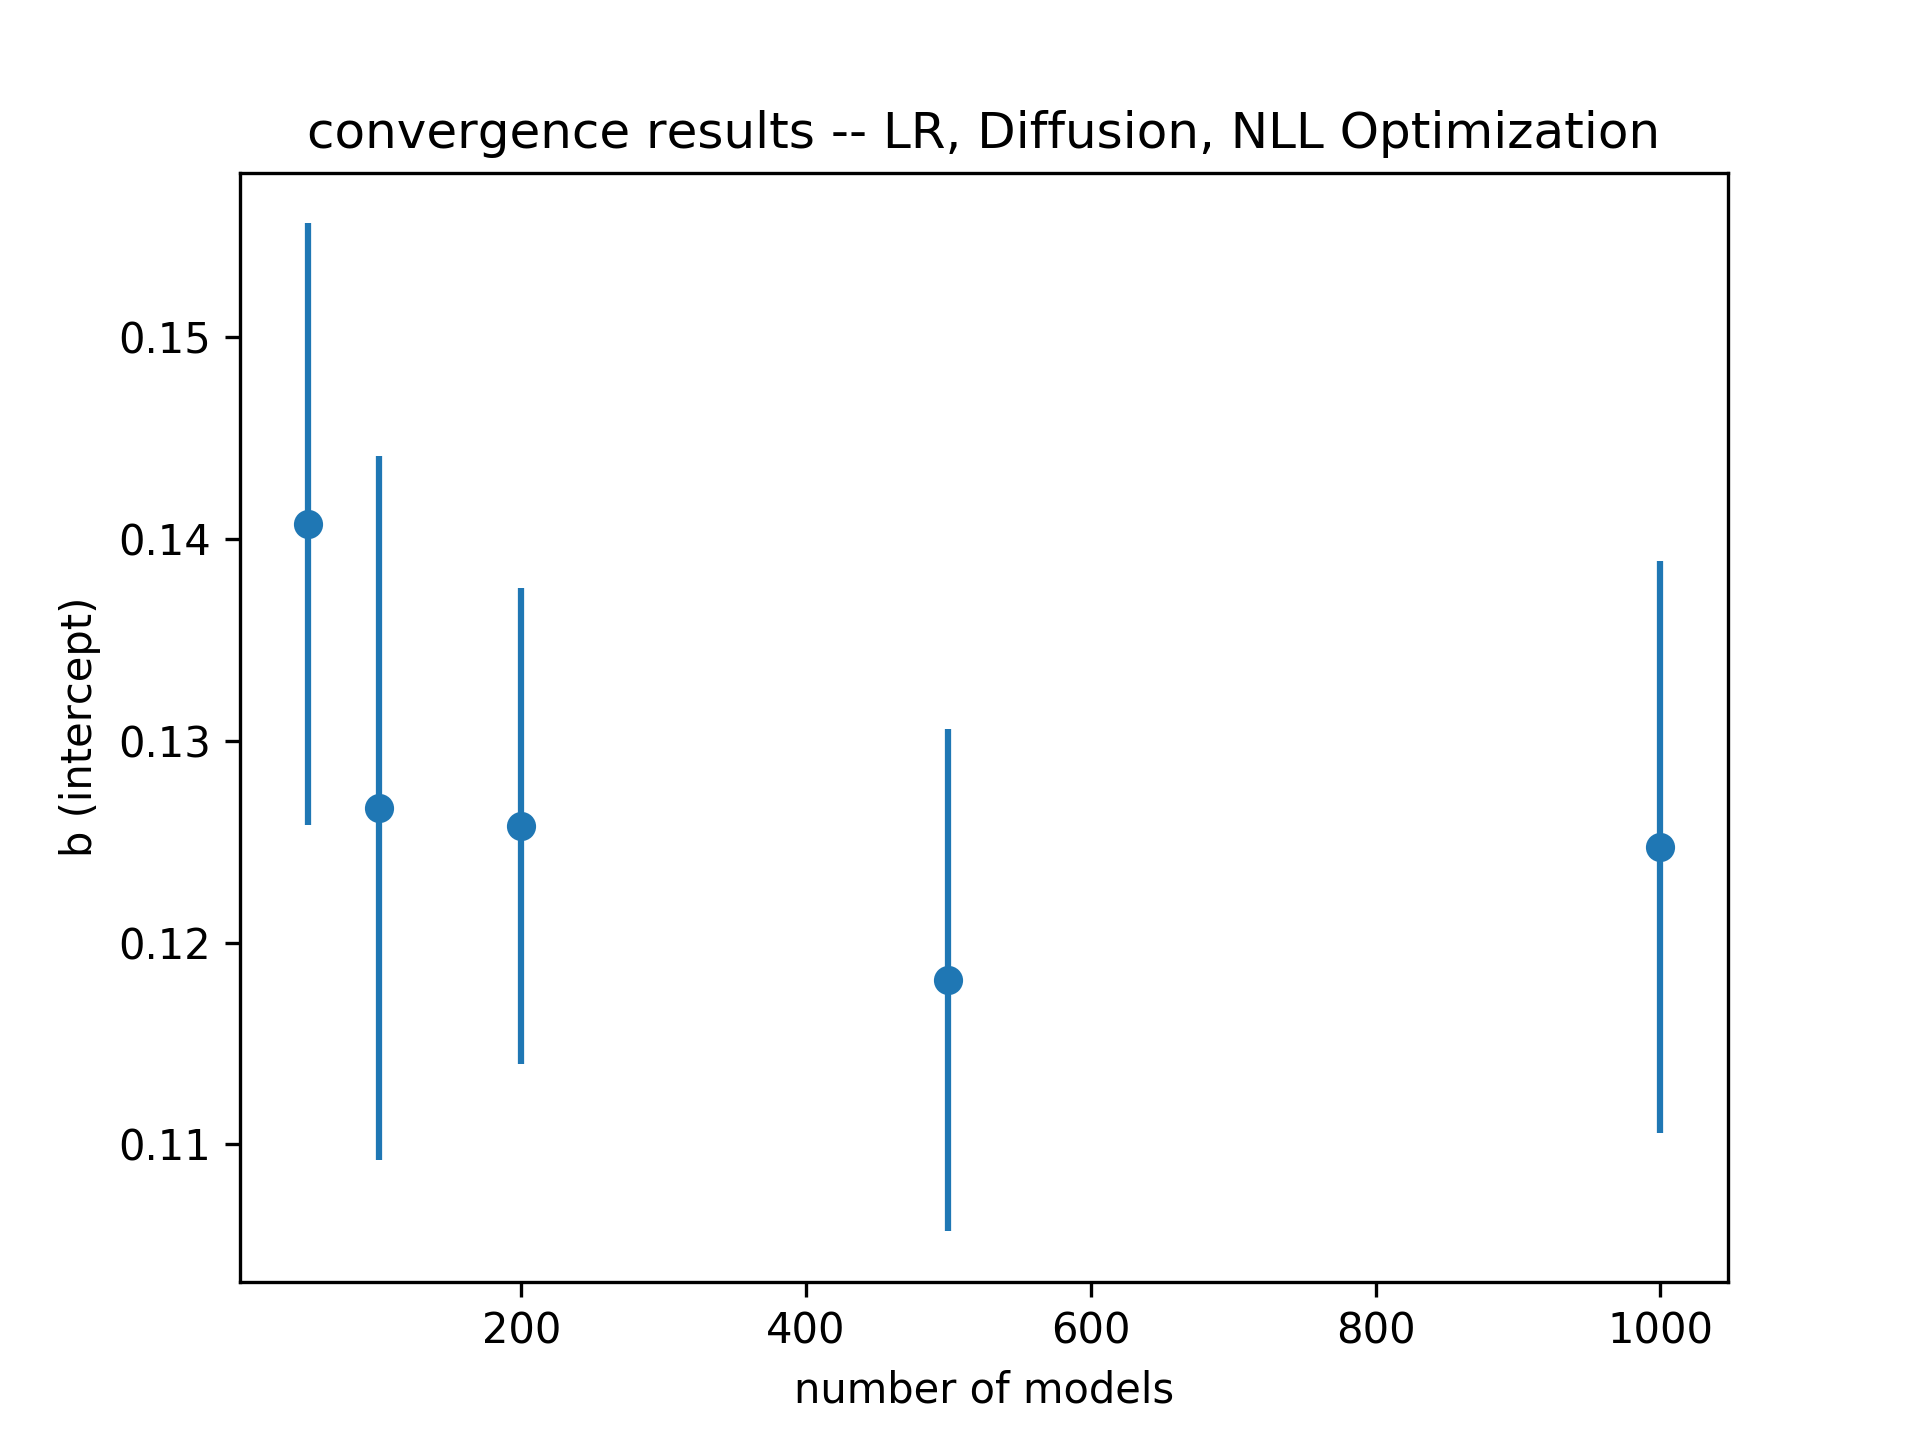 convergence results -- LR, Diffusion, NLL Optimization
0.15
0.14
0.13
0.12
0.11
b (intercept)
200 400 600 800 1000
number of models